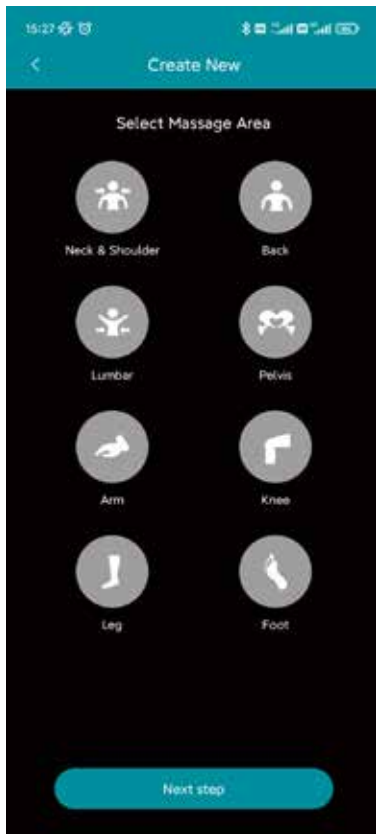 15:27
Create New
Select Massage Area
Neck & Shoulder
Back
Lumbar
Pelvis
Arm
Knee
Leg
Foot
Next step